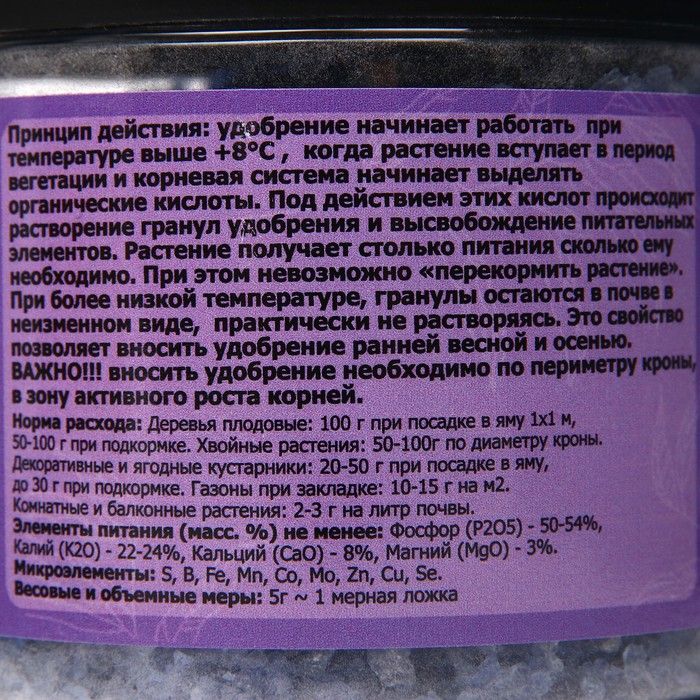 Принцип действия: удобрение начинает работать при
температуре выше +8°С , когда растение вступает в период
вегетации и корневая система начинает выделять
органические кислоты. Под действием этих кислот происходит
растворение гранул удобрения и высвобождение питательных
элементов. Растение получает столько питания сколько ему
необходимо. При этом невозможно «перекормить растение».
При более низкой температуре, гранулы остаются в почве в
неизменном виде, практически не растворяясь. Это свойство
позволяет вносить удобрение ранней весной и осенью.
ВАЖНО!!! вносить удобрение необходимо по периметру кроны,
в зону активного роста корней.
Норма расхода: Деревья плодовые: 100 г при посадке в яму 1х1 м,
50-100 г при подкормке. Хвойные растения: 50-100г по диаметру кроны.
Декоративные и ягодные кустарники: 20-50 г при посадке в яму,
до 30 г при подкормке. Газоны при закладке: 10-15 г на м2.
Комнатные и балконные растения: 2-3 г на литр почвы.
Элементы питания (масс. %) не менее: Фосфор (Р2О5) - 50-54%,
Калий (К2О) - 22-24%, Кальций (СаО) - 8%, Магний (MgO) - 3%.
Микроэлементы: S, B, Fe, Mn, Co, Mo, Zn, Cu, Se.
Весовые и объемные меры: 5г ~ 1 мерная ложка